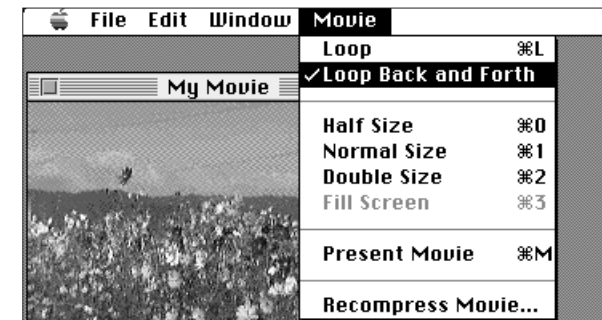 File Edit Window Movie
Loop ⌘L
✓Loop Back and Forth
My Movie
Half Size ⌘0
Normal Size ⌘1
Double Size ⌘2
Fill Screen ⌘3
Present Movie ⌘M
Recompress Movie...